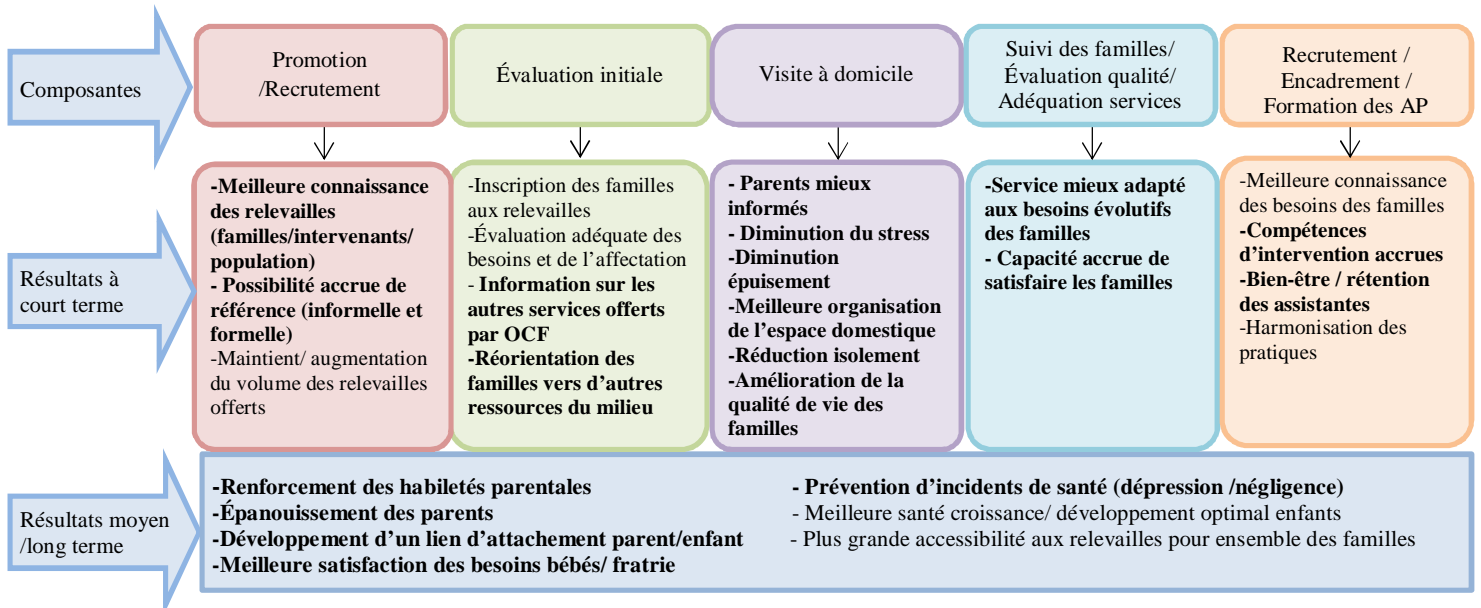 Composantes
Promotion
/Recrutement
Évaluation initiale
Visite à domicile
Suivi des familles/
Évaluation qualité/
Adéquation services
Recrutement /
Encadrement /
Formation des AP
Résultats à
court terme
-Meilleure connaissance
des relevailles
(familles/intervenants/
population)
- Possibilité accrue de
référence (informelle et
formelle)
-Maintient/ augmentation
du volume des relevailles
offerts
-Inscription des familles
aux relevailles
-Évaluation adéquate des
besoins et de l’affectation
- Information sur les
autres services offerts
par OCF
-Réorientation des
familles vers d’autres
ressources du milieu
- Parents mieux
informés
- Diminution du stress
-Diminution
épuisement
-Meilleure organisation
de l’espace domestique
-Réduction isolement
-Amélioration de la
qualité de vie des
familles
-Service mieux adapté
aux besoins évolutifs
des familles
- Capacité accrue de
satisfaire les familles
-Meilleure connaissance
des besoins des familles
-Compétences
d’intervention accrues
-Bien-être / rétention
des assistantes
-Harmonisation des
pratiques
Résultats moyen
/long terme
-Renforcement des habiletés parentales
-Épanouissement des parents
-Développement d’un lien d’attachement parent/enfant
-Meilleure satisfaction des besoins bébés/ fratrie
- Prévention d’incidents de santé (dépression /négligence)
- Meilleure santé croissance/ développement optimal enfants
- Plus grande accessibilité aux relevailles pour ensemble des familles